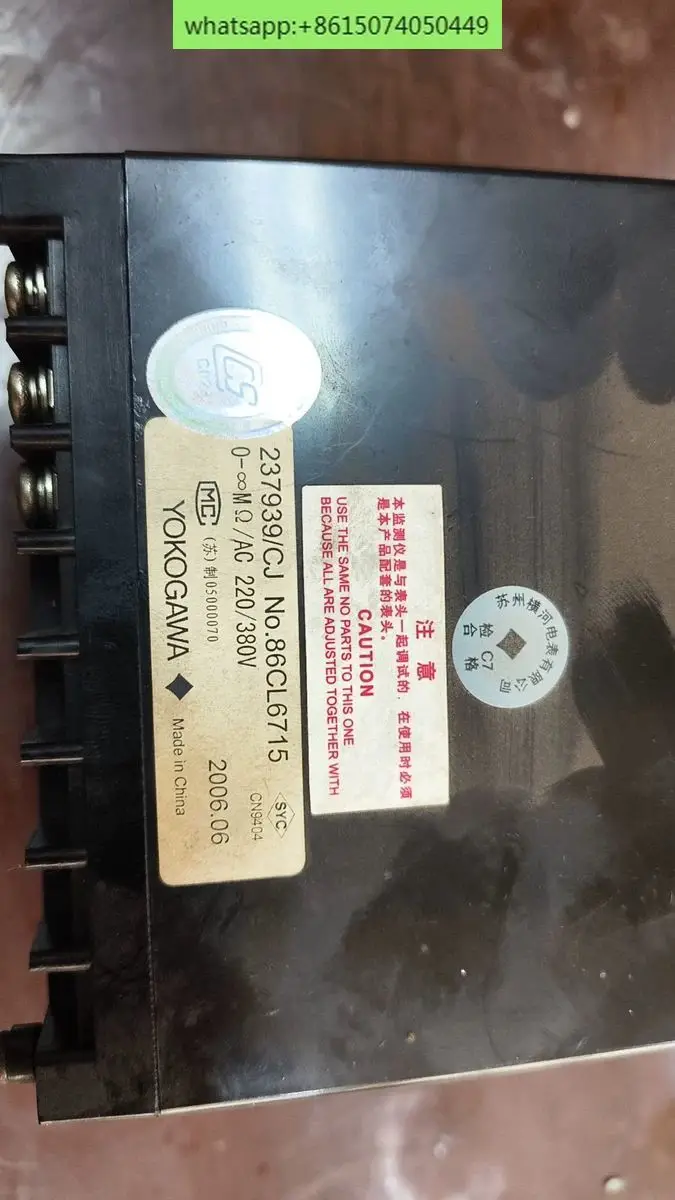 whatsapp:+8615074050449
237939/CJ No.86CL6715
0-∞MΩ/AC 220/380V
MC (苏)制05000070
SYC
CN9404
YOKOGAWA
2006.06
Made in China
注 意
本监测仪是与表头一起调试的,在使用时必须
是本产品配套的表头。
CAUTION
USE THE SAME NO PARTS TO THIS ONE
BECAUSE ALL ARE ADJUSTED TOGETHER WITH
横河电表有限公司
检 C7
合 格